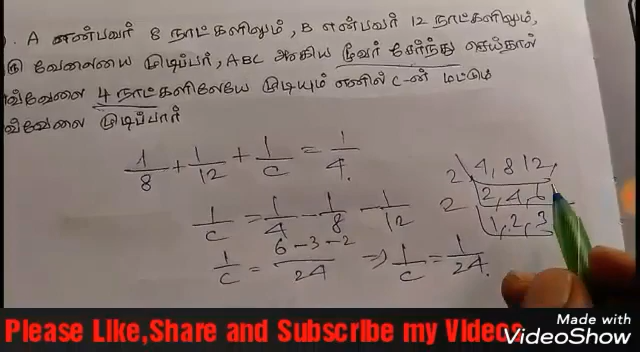 ). A என்பவர் 8 நாட்களிலும், B என்பவர் 12 நாட்களிலும்,
வேலையை முடிப்பர், ABC ஆகிய மூவர் சேர்ந்து செய்தால்
வ்வேலை 4 நாட்களிலேயே முடியும் எனில் C-ன் மட்டும்
வ்வேலை முடிப்பார்
1/8 + 1/12 + 1/C = 1/4.
1/C = 1/4 - 1/8 - 1/12
1/C = 6-3-2/24 ⇒ 1/C = 1/24.
2 4, 8 12,
2 2, 4, 6
1, 2, 3
Please Like,Share and Subscribe my Videos
Made with
VideoShow